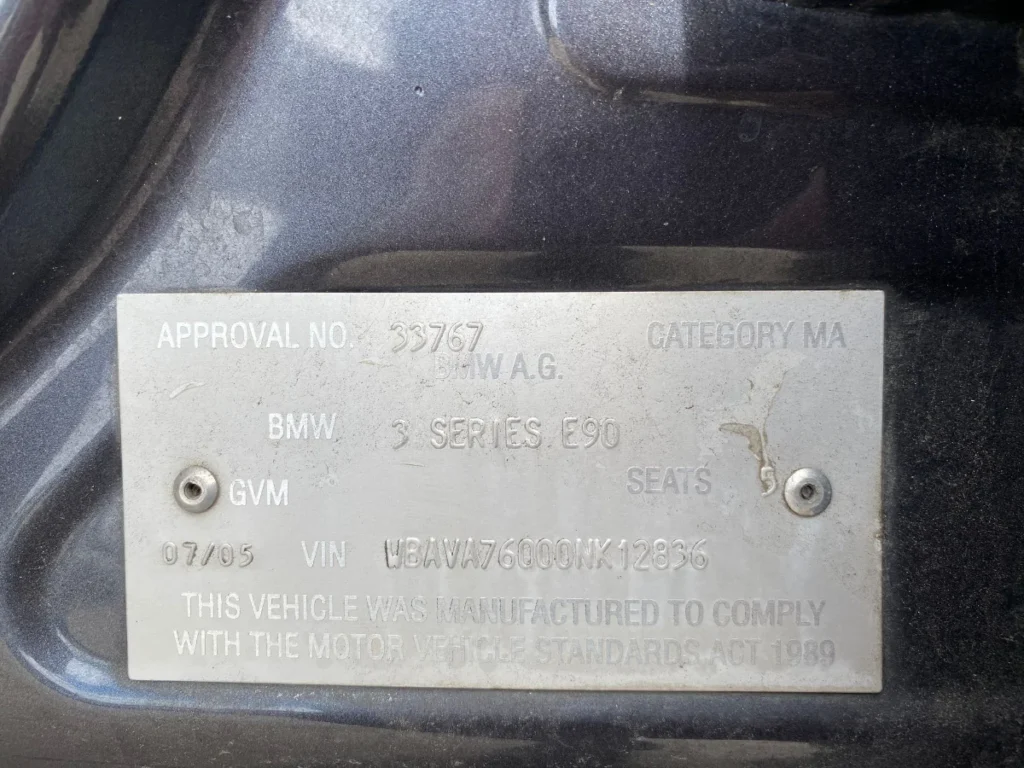 APPROVAL NO. 33767 CATEGORY MA
BMW A.G.
BMW 3 SERIES E90
GVM SEATS 5
07/05 VIN WBAVA76000NK12836
THIS VEHICLE WAS MANUFACTURED TO COMPLY
WITH THE MOTOR VEHICLE STANDARDS ACT 1989